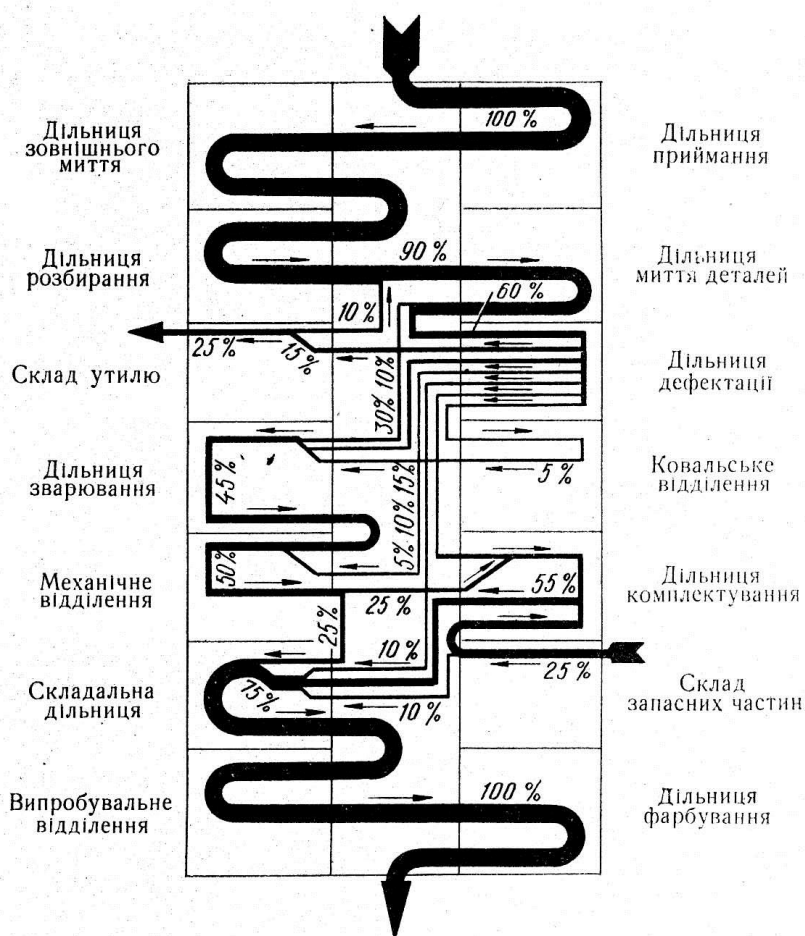 100 %
Дільниця
зовнішнього
миття
Дільниця
приймання
Дільниця
розбирання
90 %
Дільниця
миття деталей
10 %
60 %
25 %
15 %
Склад утилю
30% 10%
Дільниця
дефектації
Дільниця
зварювання
45 %
5% 10% 15%
5 %
Ковальське
відділення
Механічне
відділення
50%
25 %
55 %
Дільниця
комплектування
25 %
10 %
25 %
Складальна
дільниця
75%
10 %
Склад
запасних частин
Випробувальне
відділення
100 %
Дільниця
фарбування